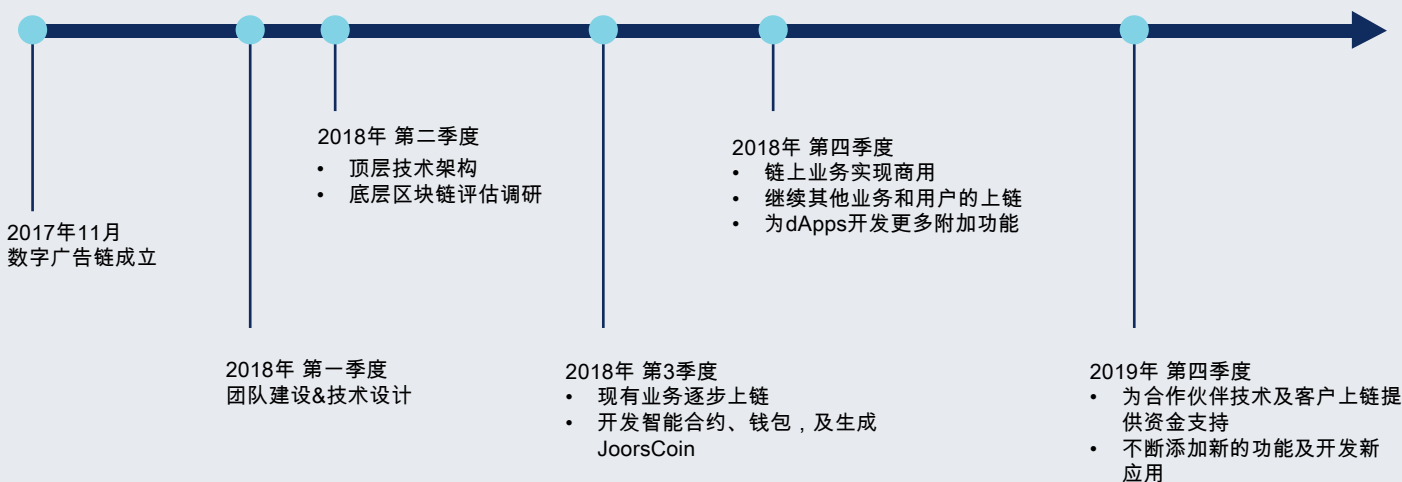 2017年11月
数字广告链成立
2018年 第一季度
团队建设&技术设计
2018年 第二季度
• 顶层技术架构
• 底层区块链评估调研
2018年 第3季度
• 现有业务逐步上链
• 开发智能合约、钱包，及生成
JoorsCoin
2018年 第四季度
• 链上业务实现商用
• 继续其他业务和用户的上链
• 为dApps开发更多附加功能
2019年 第四季度
• 为合作伙伴技术及客户上链提
供资金支持
• 不断添加新的功能及开发新
应用